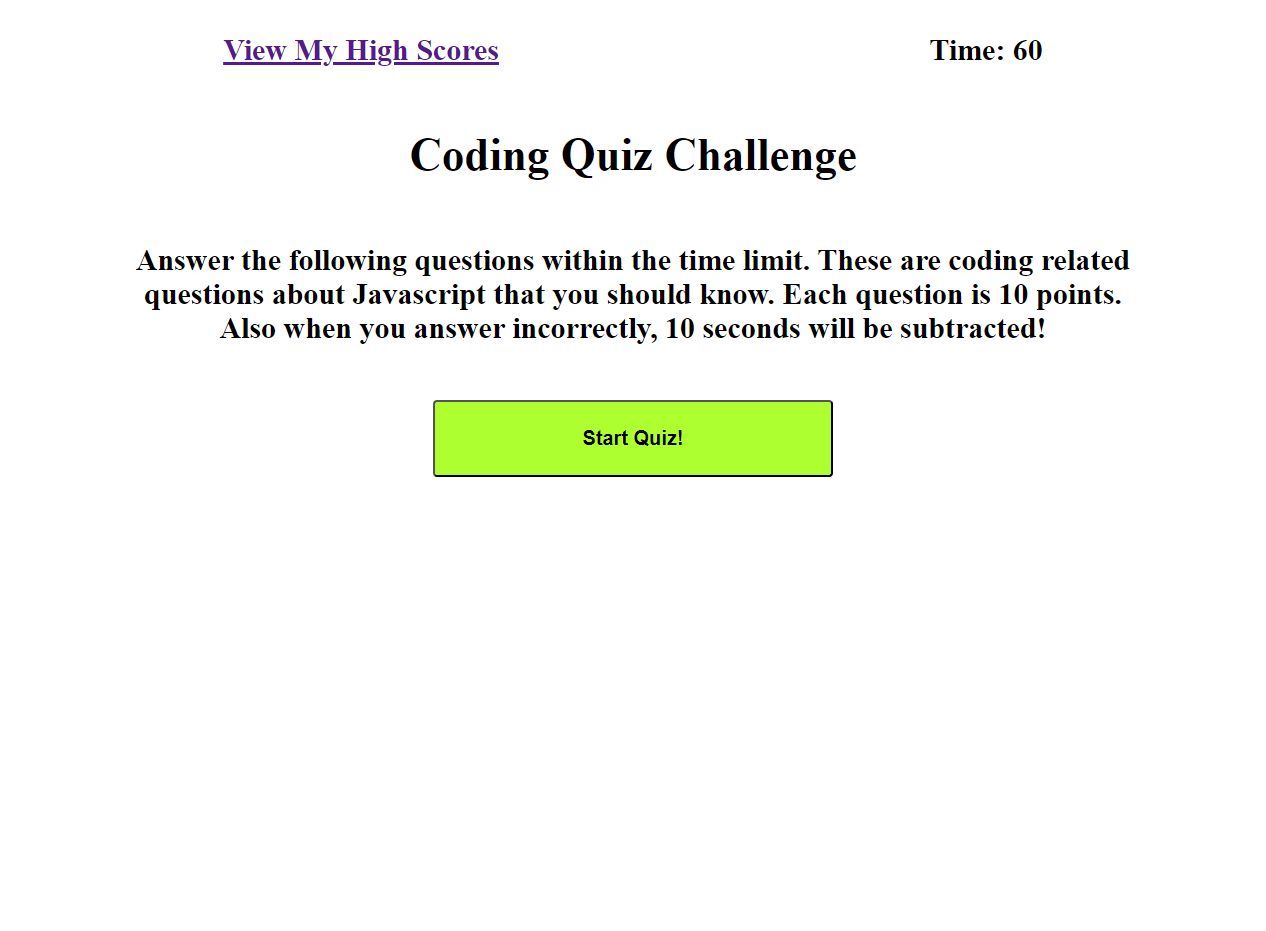 View My High Scores
Time: 60
Coding Quiz Challenge
Answer the following questions within the time limit. These are coding related
questions about Javascript that you should know. Each question is 10 points.
Also when you answer incorrectly, 10 seconds will be subtracted!
Start Quiz!